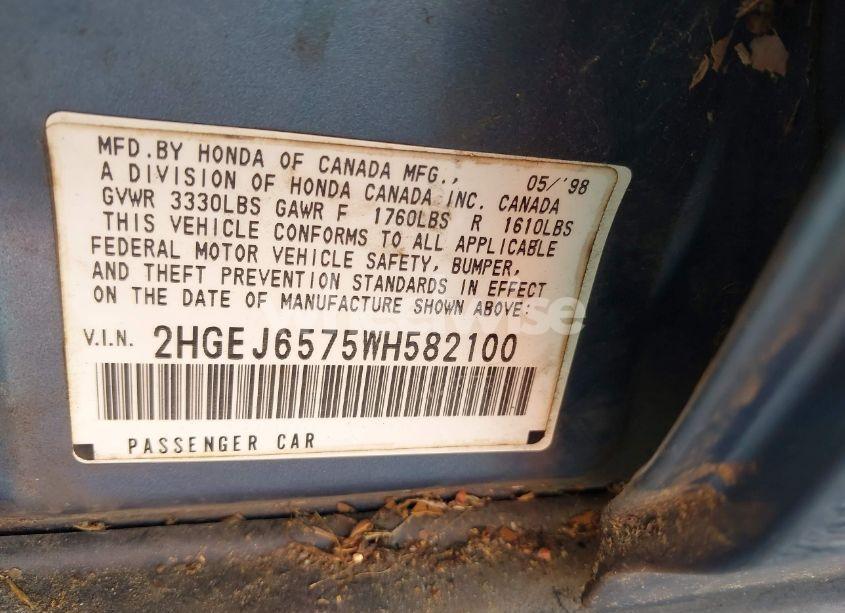 MFD.BY HONDA OF CANADA MFG.,
A DIVISION OF HONDA CANADA INC. CANADA 05/'98
GVWR 3330LBS GAWR F 1760LBS R 1610LBS
THIS VEHICLE CONFORMS TO ALL APPLICABLE
FEDERAL MOTOR VEHICLE SAFETY, BUMPER,
AND THEFT PREVENTION STANDARDS IN EFFECT
ON THE DATE OF MANUFACTURE SHOWN ABOVE:
V.I.N. 2HGEJ6575WH582100
PASSENGER CAR